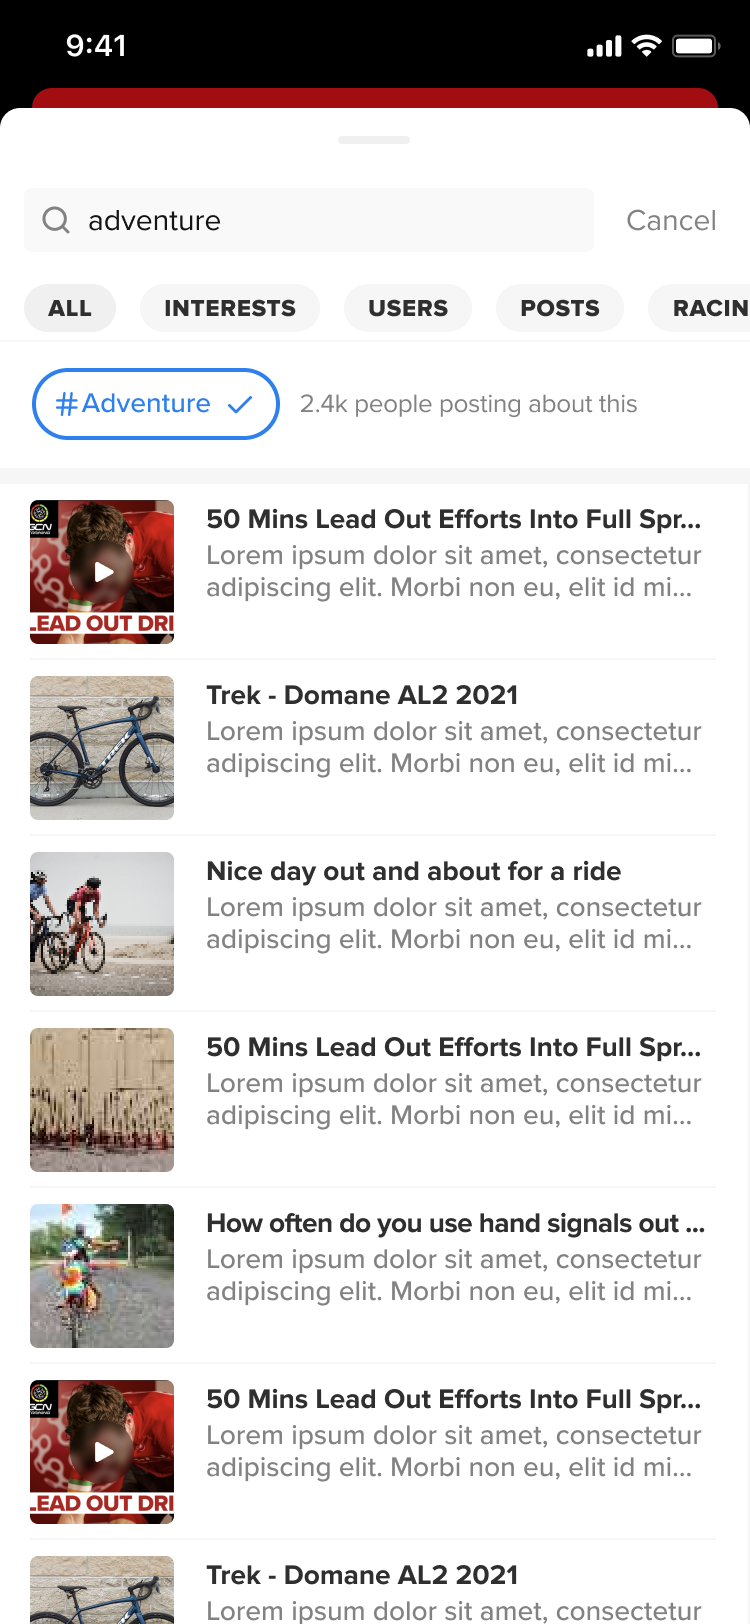 9:41
adventure
Cancel
ALL
INTERESTS
USERS
POSTS
RACIN
#Adventure
2.4k people posting about this
GCN
LEAD OUT DRI
50 Mins Lead Out Efforts Into Full Spr...
Lorem ipsum dolor sit amet, consectetur
adipiscing elit. Morbi non eu, elit id mi...
TREK
Trek - Domane AL2 2021
Lorem ipsum dolor sit amet, consectetur
adipiscing elit. Morbi non eu, elit id mi...
Nice day out and about for a ride
Lorem ipsum dolor sit amet, consectetur
adipiscing elit. Morbi non eu, elit id mi...
50 Mins Lead Out Efforts Into Full Spr...
Lorem ipsum dolor sit amet, consectetur
adipiscing elit. Morbi non eu, elit id mi...
How often do you use hand signals out ...
Lorem ipsum dolor sit amet, consectetur
adipiscing elit. Morbi non eu, elit id mi...
GCN
LEAD OUT DRI
50 Mins Lead Out Efforts Into Full Spr...
Lorem ipsum dolor sit amet, consectetur
adipiscing elit. Morbi non eu, elit id mi...
Trek - Domane AL2 2021
Lorem ipsum dolor sit amet, consectetur